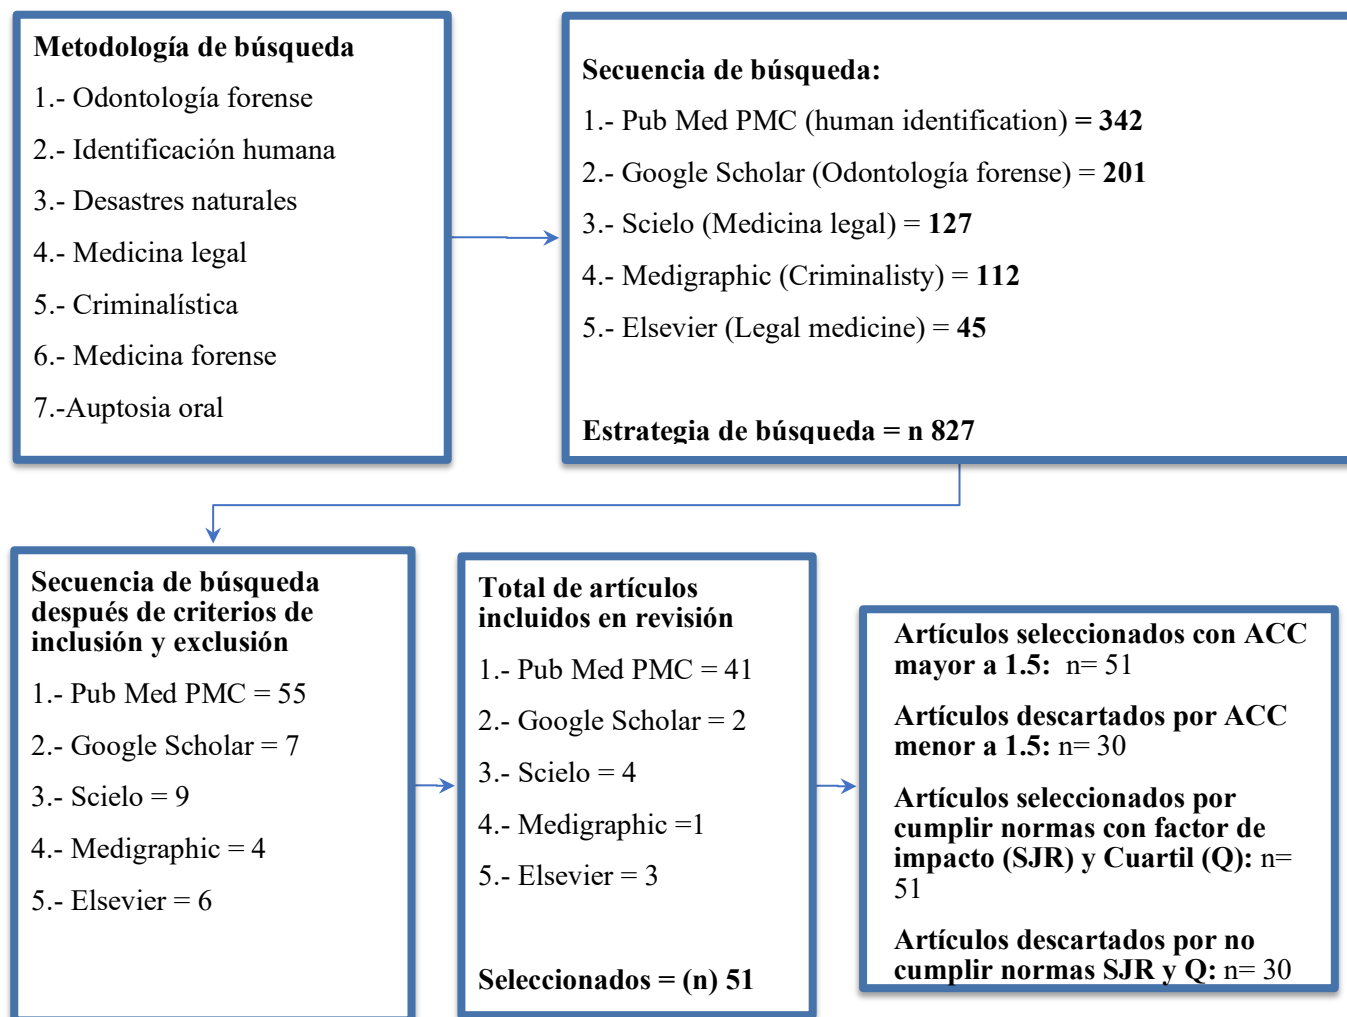 Metodología de búsqueda
1.- Odontología forense
2.- Identificación humana
3.- Desastres naturales
4.- Medicina legal
5.- Criminalística
6.- Medicina forense
7.-Auptosia oral
Secuencia de búsqueda:
1.- Pub Med PMC (human identification) = 342
2.- Google Scholar (Odontología forense) = 201
3.- Scielo (Medicina legal) = 127
4.- Medigraphic (Criminalisty) = 112
5.- Elsevier (Legal medicine) = 45
Estrategia de búsqueda = n 827
Secuencia de búsqueda
después de criterios de
inclusión y exclusión
1.- Pub Med PMC = 55
2.- Google Scholar = 7
3.- Scielo = 9
4.- Medigraphic = 4
5.- Elsevier = 6
Total de artículos
incluidos en revisión
1.- Pub Med PMC = 41
2.- Google Scholar = 2
3.- Scielo = 4
4.- Medigraphic =1
5.- Elsevier = 3
Seleccionados = (n) 51
Artículos seleccionados con ACC
mayor a 1.5: n= 51
Artículos descartados por ACC
menor a 1.5: n= 30
Artículos seleccionados por
cumplir normas con factor de
impacto (SJR) y Cuartil (Q): n=
51
Artículos descartados por no
cumplir normas SJR y Q: n= 30